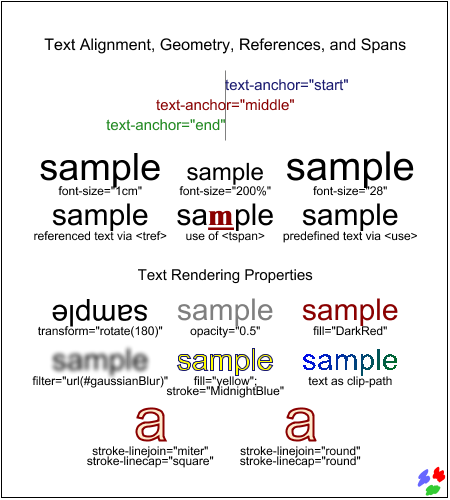 Text Alignment, Geometry, References, and Spans
text-anchor="start"
text-anchor="middle"
text-anchor="end"
sample sample sample
font-size="1cm" font-size="200%" font-size="28"
sample sample sample
referenced text via <tref> use of <tspan> predefined text via <use>
Text Rendering Properties
sample sample sample
transform="rotate(180)" opacity="0.5" fill="DarkRed"
sample sample sample
filter="url(#gaussianBlur)" fill="yellow"; text as clip-path
stroke="MidnightBlue"
a a
stroke-linejoin="miter" stroke-linejoin="round"
stroke-linecap="square" stroke-linecap="round"